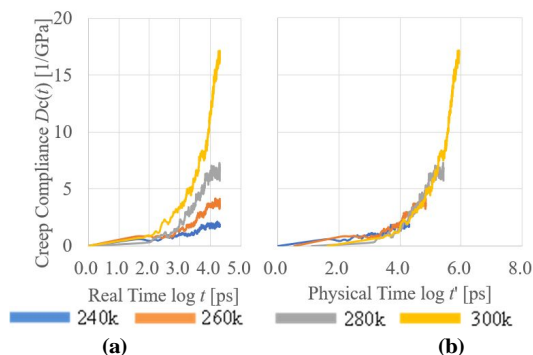 Creep Compliance Dc(t) [1/GPa]
20
15
10
5
0
0.0 1.0 2.0 3.0 4.0 5.0
0.0 2.0 4.0 6.0 8.0
Real Time log t [ps]
Physical Time log t' [ps]
240k 260k 280k 300k
(a) (b)